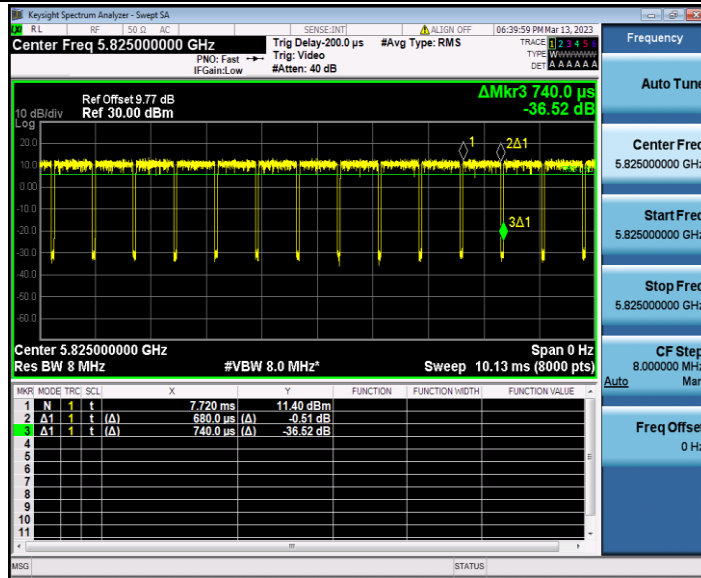 Keysight Spectrum Analyzer - Swept SA
RL RF 50 Ω AC SENSE:INT ALIGN OFF 06:39:59 PM Mar 13, 2023
Center Freq 5.825000000 GHz
PNO: Fast
IFGain:Low
Trig Delay-200.0 µs
Trig: Video
#Atten: 40 dB
#Avg Type: RMS
TRACE 1 2 3 4 5 6
TYPE WWWWWW
DET A A A A A A
ΔMkr3 740.0 µs
-36.52 dB
Ref Offset 9.77 dB
10 dB/div Ref 30.00 dBm
Log
20.0
10.0
0.00
-10.0
-20.0
-30.0
-40.0
-50.0
-60.0
1
2Δ1
3Δ1
Center 5.825000000 GHz Span 0 Hz
Res BW 8 MHz #VBW 8.0 MHz* Sweep 10.13 ms (8000 pts)
MKR MODE TRC SCL X Y FUNCTION FUNCTION WIDTH FUNCTION VALUE
1 N 1 t 7.720 ms 11.40 dBm
2 Δ1 1 t (Δ) 680.0 µs (Δ) -0.51 dB
3 Δ1 1 t (Δ) 740.0 µs (Δ) -36.52 dB
4
5
6
7
8
9
10
11
MSG STATUS
Frequency
Auto Tune
Center Freq
5.825000000 GHz
Start Freq
5.825000000 GHz
Stop Freq
5.825000000 GHz
CF Step
8.000000 MHz
Auto Man
Freq Offset
0 Hz